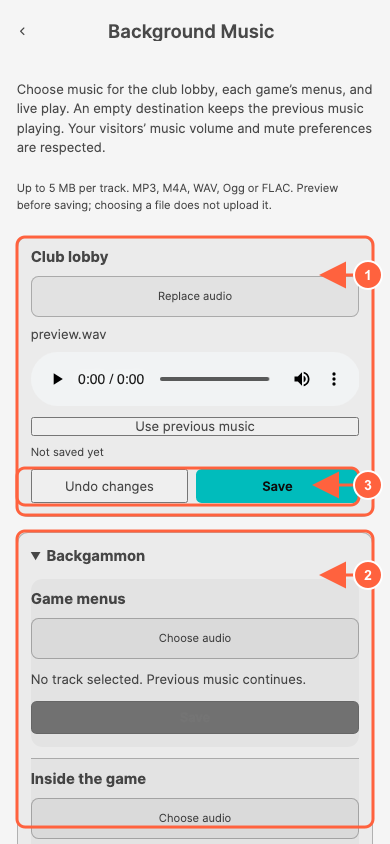 Background Music
Choose music for the club lobby, each game's menus, and
live play. An empty destination keeps the previous music
playing. Your visitors' music volume and mute preferences
are respected.
Up to 5 MB per track. MP3, M4A, WAV, Ogg or FLAC. Preview
before saving; choosing a file does not upload it.
Club lobby
1
Replace audio
preview.wav
0:00 / 0:00
Use previous music
Not saved yet
Undo changes
Save
3
Backgammon
2
Game menus
Choose audio
No track selected. Previous music continues.
Inside the game
Choose audio